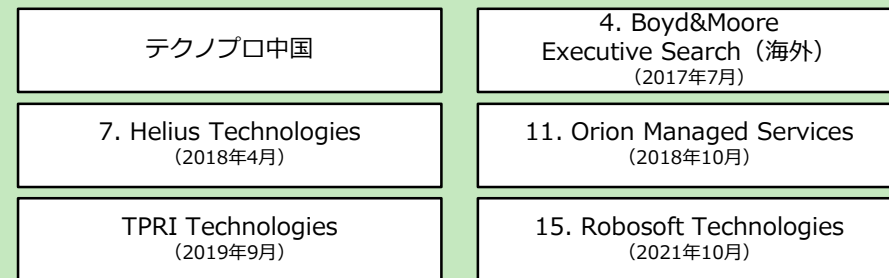 テクノプロ中国
4. Boyd&Moore
Executive Search（海外）
（2017年7月）
7. Helius Technologies
（2018年4月）
11. Orion Managed Services
（2018年10月）
TPRI Technologies
（2019年9月）
15. Robosoft Technologies
（2021年10月）